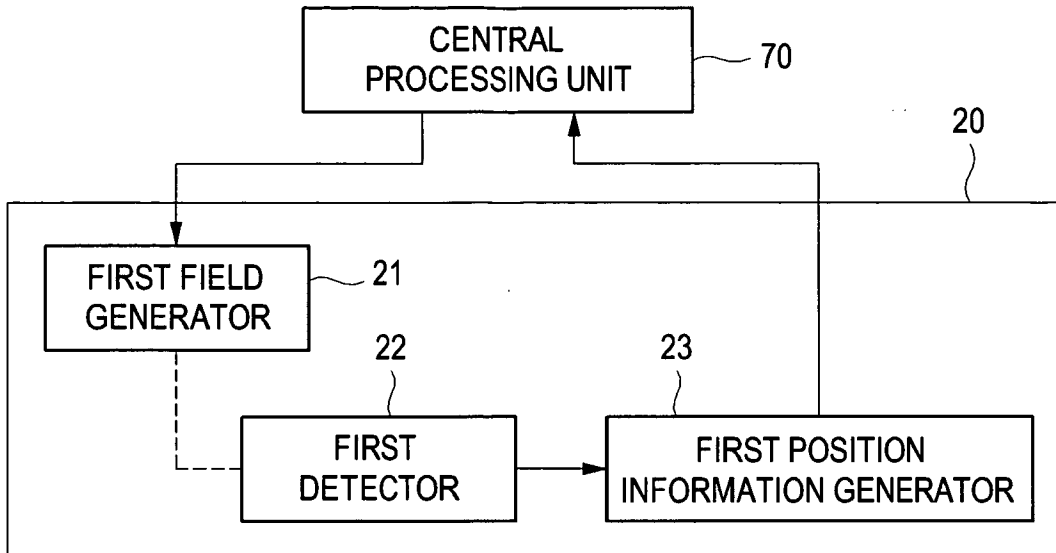 CENTRAL
PROCESSING UNIT
70
20
FIRST FIELD
GENERATOR
21
22
23
FIRST
DETECTOR
FIRST POSITION
INFORMATION GENERATOR